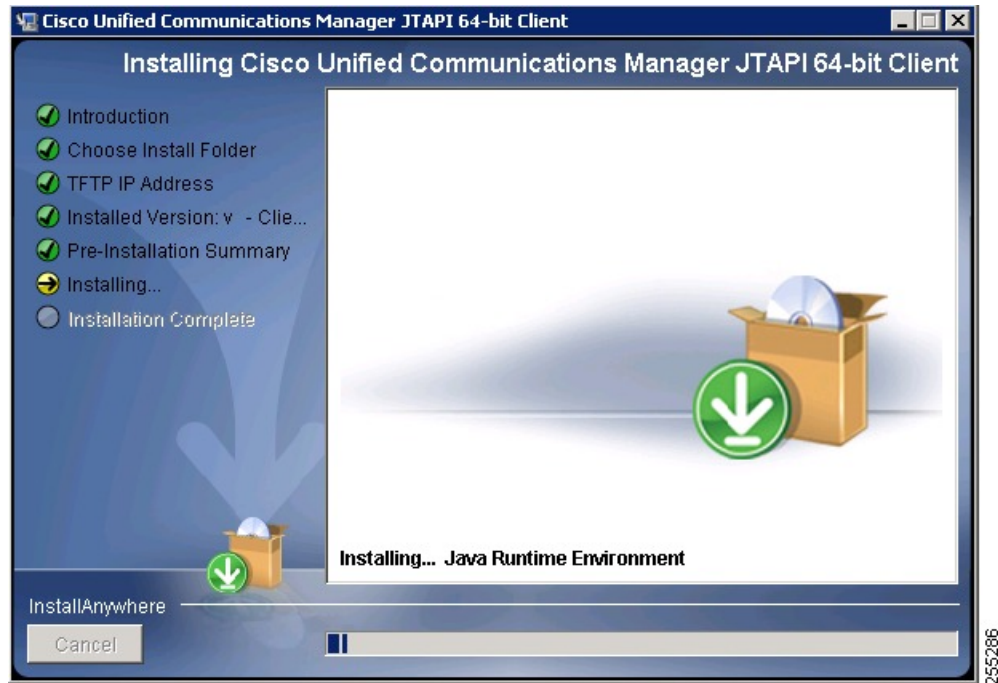 Cisco Unified Communications Manager JTAPI 64-bit Client
Installing Cisco Unified Communications Manager JTAPI 64-bit Client
Introduction
Choose Install Folder
TFTP IP Address
Installed Version: v - Clie...
Pre-Installation Summary
Installing...
Installation Complete
Installing... Java Runtime Environment
InstallAnywhere
Cancel
255286